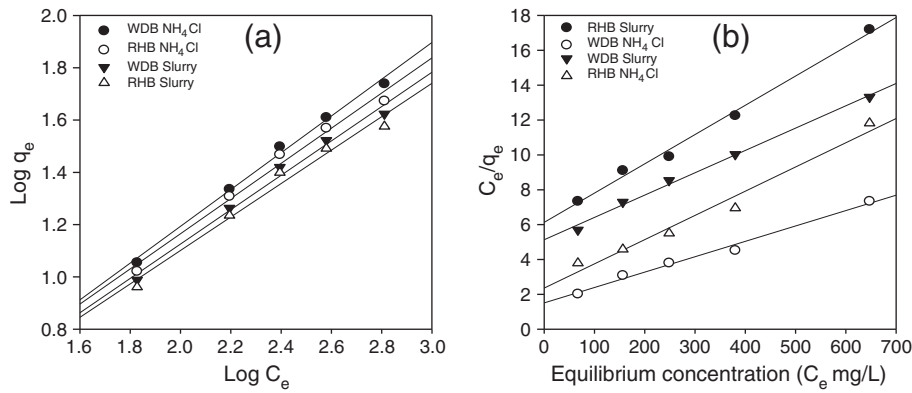 (a)
WDB NH₄Cl
RHB NH₄Cl
WDB Slurry
RHB Slurry
2.0
1.8
1.6
1.4
1.2
1.0
0.8
Log qₑ
1.6 1.8 2.0 2.2 2.4 2.6 2.8 3.0
Log Cₑ
(b)
RHB Slurry
WDB NH₄Cl
WDB Slurry
RHB NH₄Cl
18
16
14
12
10
8
6
4
2
0
Cₑ/qₑ
0 100 200 300 400 500 600 700
Equilibrium concentration (Cₑ mg/L)